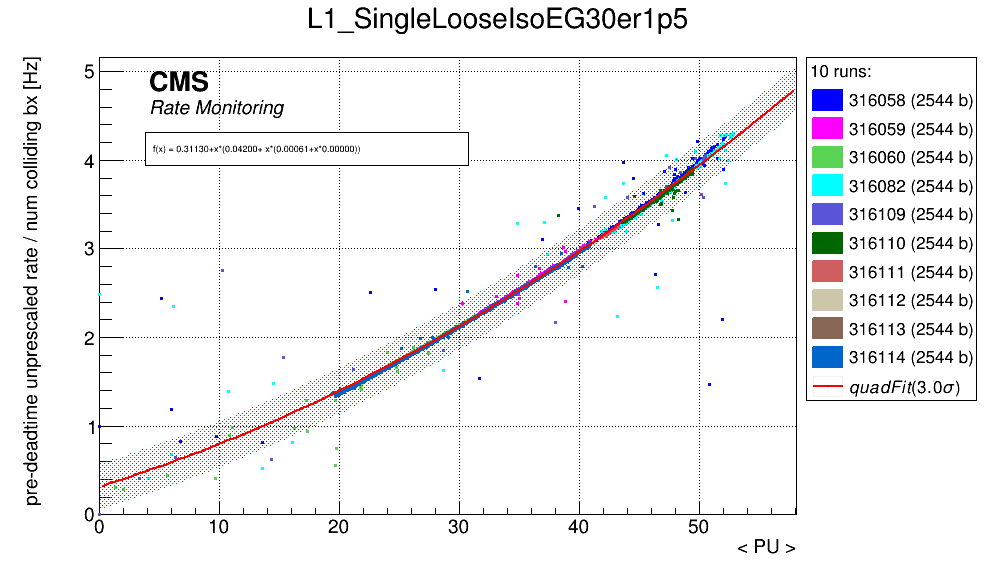 L1_SingleLooseIsoEG30er1p5
pre-deadtime unprescaled rate / num colliding bx [Hz]
5
4
3
2
1
0
CMS
Rate Monitoring
f(x) = 0.31130+x*(0.04200+ x*(0.00061+x*0.00000))
0 10 20 30 40 50
< PU >
10 runs:
316058 (2544 b)
316059 (2544 b)
316060 (2544 b)
316082 (2544 b)
316109 (2544 b)
316110 (2544 b)
316111 (2544 b)
316112 (2544 b)
316113 (2544 b)
316114 (2544 b)
quadFit(3.0σ)